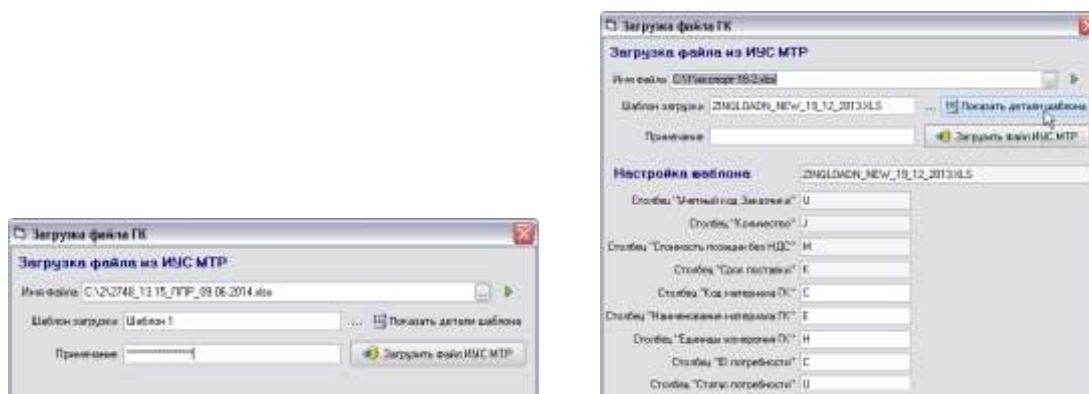 Загрузка файла ГК
Загрузка файла из ИУС МТР
Имя файла C:\2\2748_13.15_ППР_09.06-2014.xlsx ...
Шаблон загрузки Шаблон 1 ... Показать детали шаблона
Примечание Загрузить файл ИУС МТР
Загрузка файла ГК
Загрузка файла из ИУС МТР
Имя файла ...
Шаблон загрузки ZINGLOADN_NEW_19_12_2013.XLS ... Показать детали шаблона
Примечание Загрузить файл ИУС МТР
Настройка шаблона ZINGLOADN_NEW_19_12_2013.XLS
Столбец "Учетный код Заказчика" U
Столбец "Количество" J
Столбец "Стоимость позиции без НДС" M
Столбец "Срок поставки" K
Столбец "Код материала ГК" C
Столбец "Наименование материала ГК" E
Столбец "Единицы измерения ГК" H
Столбец "ID потребности" C
Столбец "Статус потребности" U